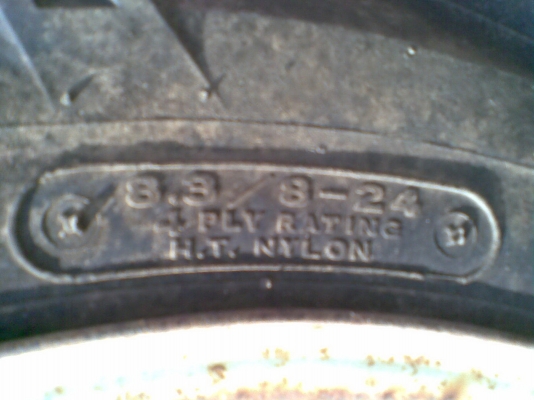 8.3/8-24
4 PLY RATING
H.T. NYLON